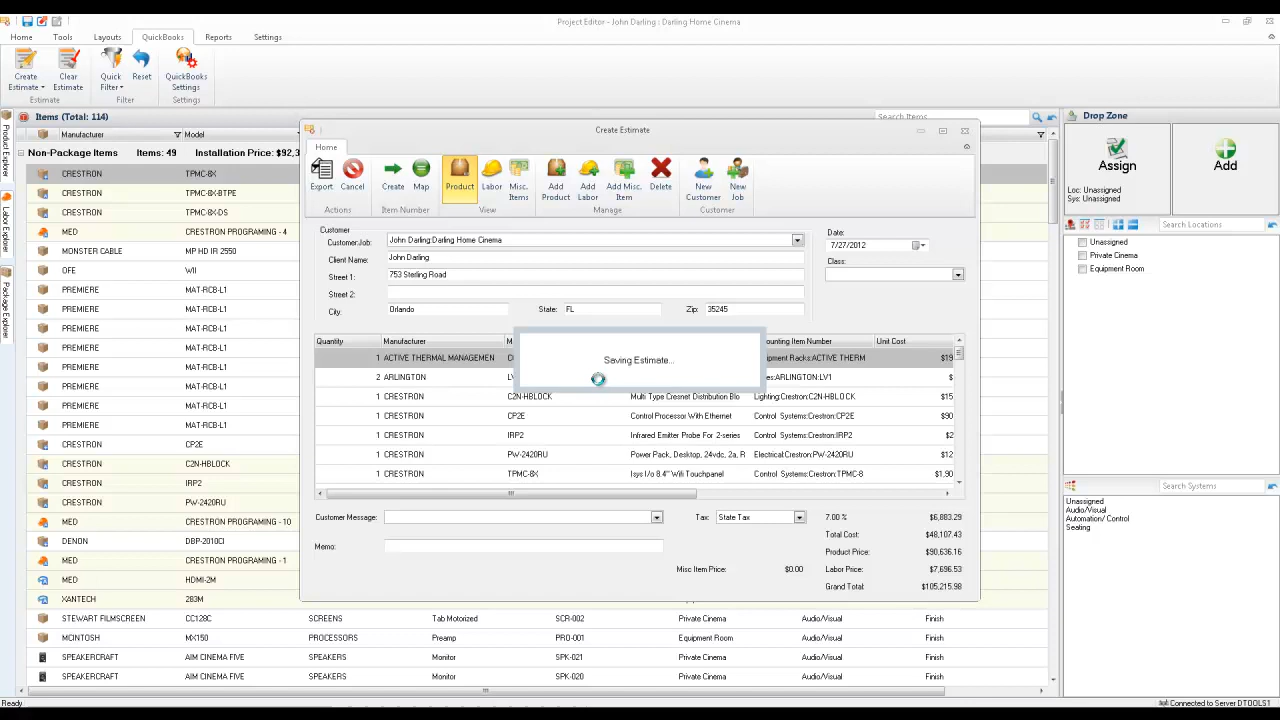 Project Editor - John Darling : Darling Home Cinema
Home Tools Layouts QuickBooks Reports Settings
Create Estimate Clear Estimate Quick Filter Reset QuickBooks Settings
Estimate Filter Settings
Items (Total: 114)
Search Items
Manufacturer Model
Non-Package Items Items: 49 Installation Price: $92,3
CRESTRON TPMC-8X
CRESTRON TPMC-8X-BTPE
CRESTRON TPMC-8X-DS
MED CRESTRON PROGRAMING - 4
MONSTER CABLE MP HD IR 2550
OFE WII
PREMIERE MAT-RCB-L1
PREMIERE MAT-RCB-L1
PREMIERE MAT-RCB-L1
PREMIERE MAT-RCB-L1
PREMIERE MAT-RCB-L1
PREMIERE MAT-RCB-L1
PREMIERE MAT-RCB-L1
PREMIERE MAT-RCB-L1
CRESTRON CP2E
CRESTRON C2N-HBLOCK
CRESTRON IRP2
CRESTRON PW-2420RU
MED CRESTRON PROGRAMING - 10
DENON DBP-2010CI
MED CRESTRON PROGRAMING - 1
MED HDMI-2M
XANTECH 283M
STEWART FILMSCREEN CC128C SCREENS Tab Motorized SCR-002 Private Cinema Audio/Visual Finish
MCINTOSH MX150 PROCESSORS Preamp PRO-001 Equipment Room Audio/Visual Finish
SPEAKERCRAFT AIM CINEMA FIVE SPEAKERS Monitor SPK-021 Private Cinema Audio/Visual Finish
SPEAKERCRAFT AIM CINEMA FIVE SPEAKERS Monitor SPK-020 Private Cinema Audio/Visual Finish
Product Explorer
Labor Explorer
Package Explorer
Create Estimate
Home
Export Cancel Create Map Product Labor Misc. Items Add Product Add Labor Add Misc. Item Delete New Customer New Job
Actions Item Number View Manage Customer
Customer
Customer:Job: John Darling:Darling Home Cinema
Client Name: John Darling
Street 1: 753 Sterling Road
Street 2:
City: Orlando State: FL Zip: 35245
Date:
7/27/2012
Class:
Quantity Manufacturer M counting Item Number Unit Cost
1 ACTIVE THERMAL MANAGEMEN uipment Racks:ACTIVE THERM $19
2 ARLINGTON LV es:ARLINGTON:LV1 $
1 CRESTRON C2N-HBLOCK Multi Type Cresnet Distribution Blo Lighting:Crestron:C2N-HBLOCK $15
1 CRESTRON CP2E Control Processor With Ethernet Control Systems:Crestron:CP2E $90
1 CRESTRON IRP2 Infrared Emitter Probe For 2-series Control Systems:Crestron:IRP2 $2
1 CRESTRON PW-2420RU Power Pack, Desktop, 24vdc, 2a, R Electrical:Crestron:PW-2420RU $12
1 CRESTRON TPMC-8X Isys I/o 8.4" Wifi Touchpanel Control Systems:Crestron:TPMC-8 $1,90
Saving Estimate...
Customer Message: Tax: State Tax 7.00 % $6,883.29
Total Cost: $48,107.43
Memo: Product Price: $90,636.16
Misc Item Price: $0.00 Labor Price: $7,696.53
Grand Total: $105,215.98
Drop Zone
Assign Add
Loc: Unassigned
Sys: Unassigned
Search Locations
Unassigned
Private Cinema
Equipment Room
Search Systems
Unassigned
Audio/Visual
Automation/ Control
Seating
Ready
Connected to Server DTOOLS1